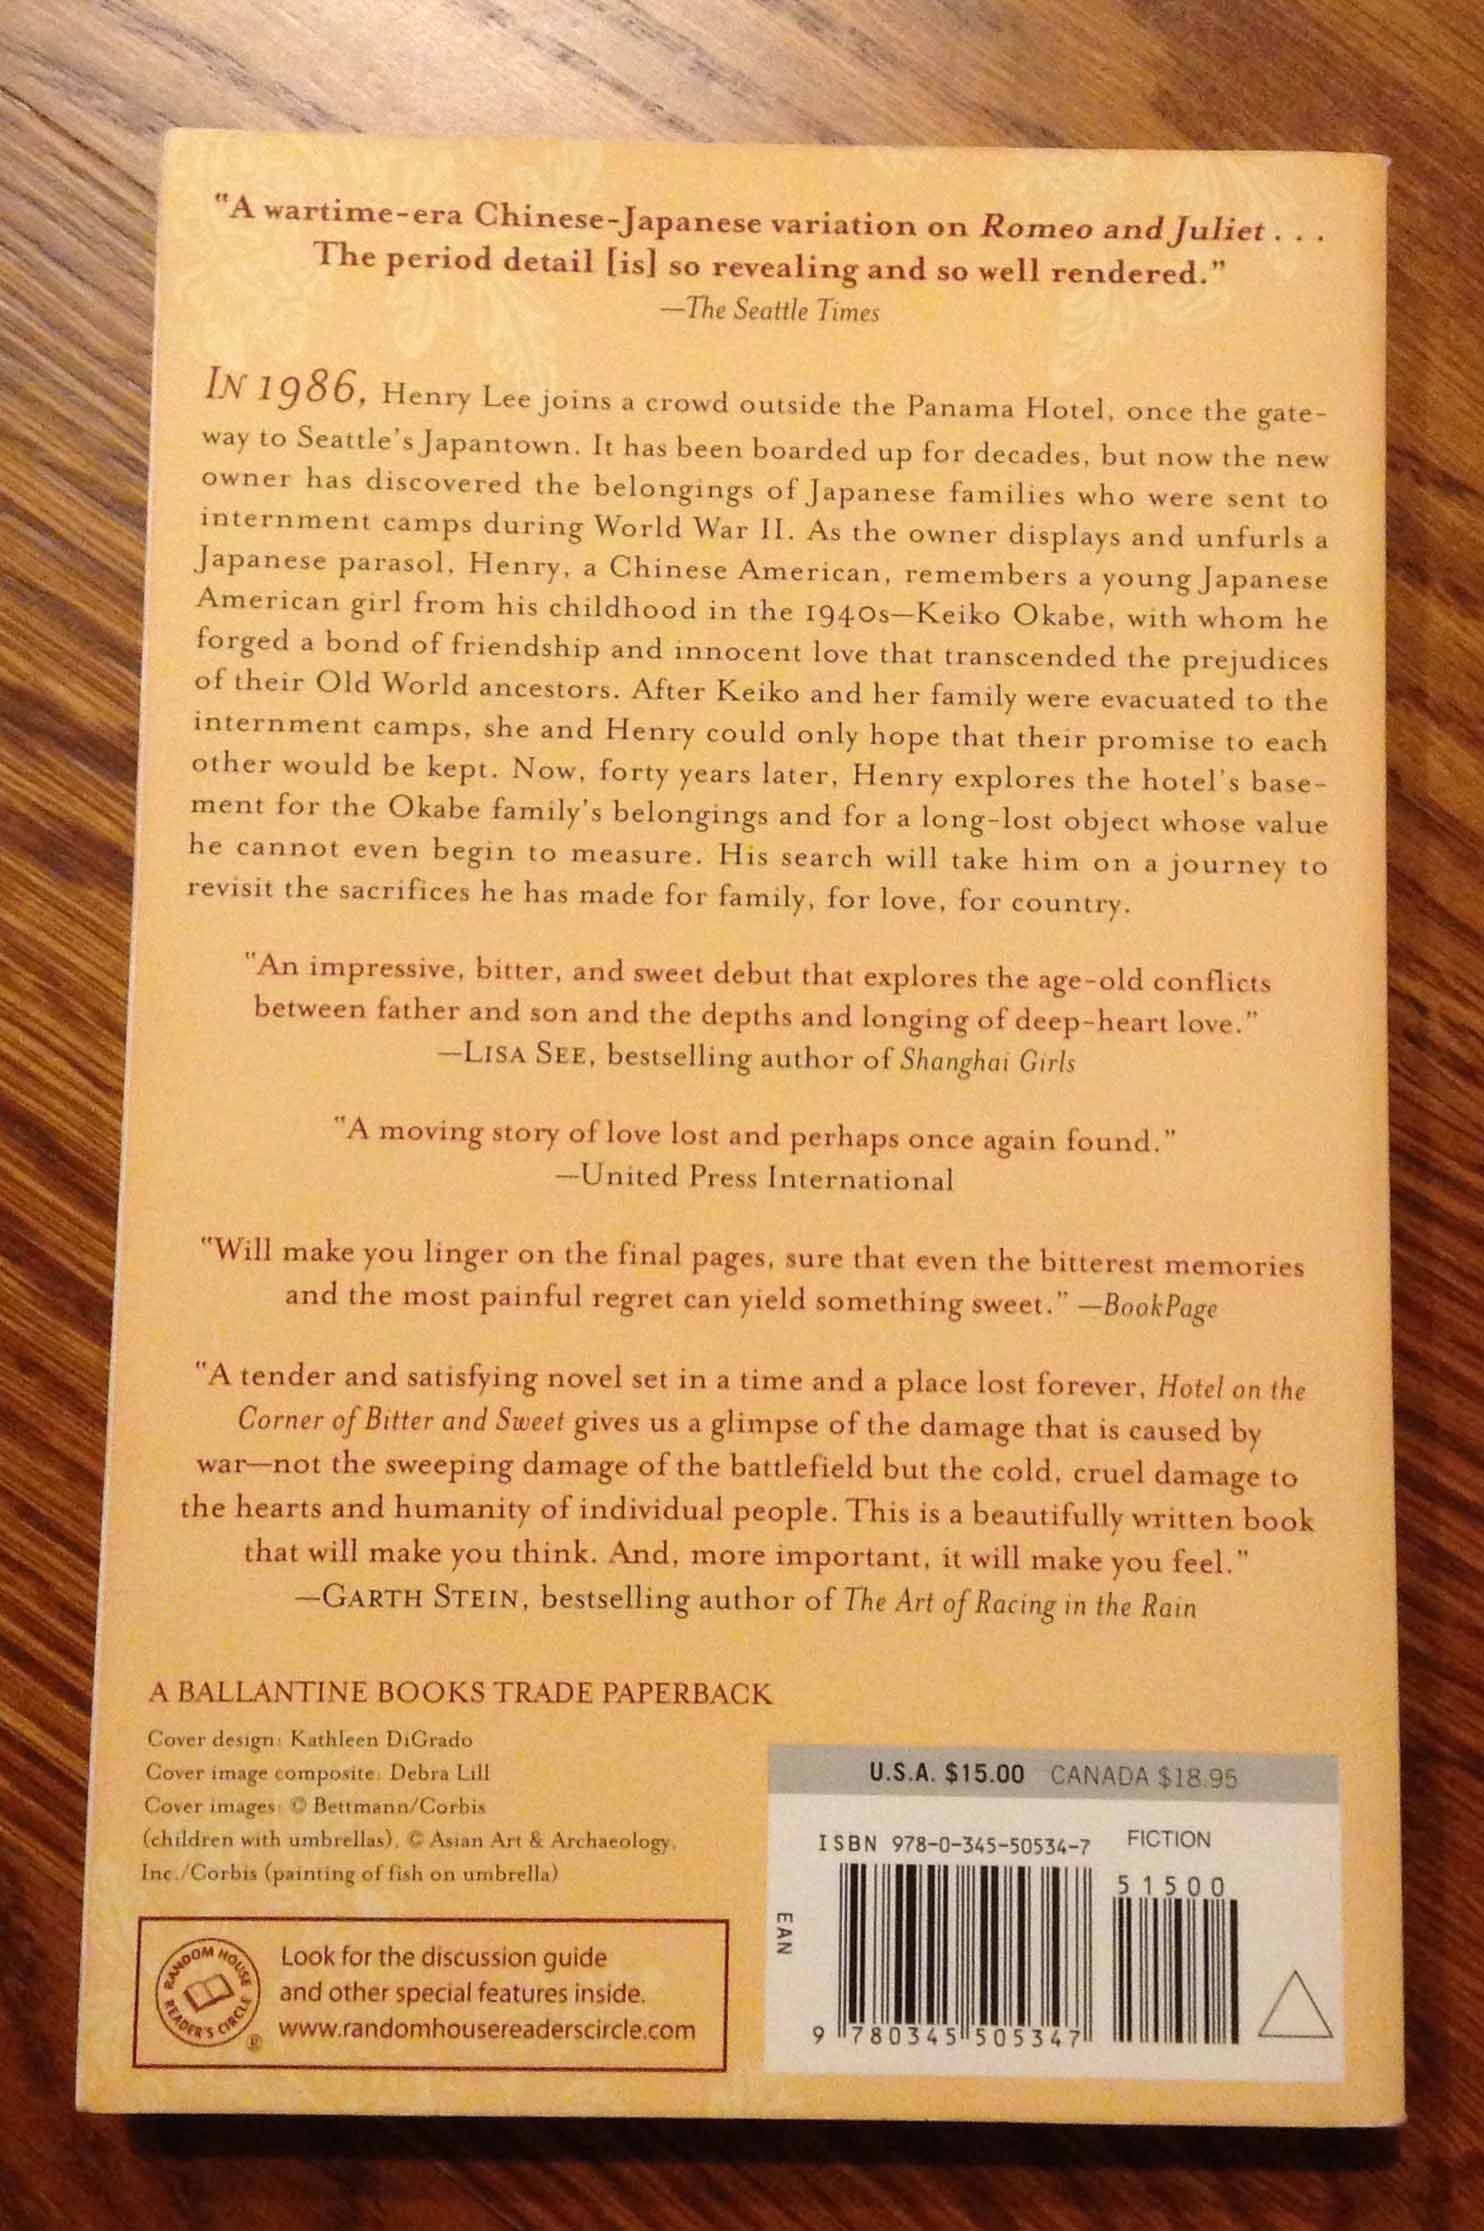 "A wartime-era Chinese-Japanese variation on Romeo and Juliet . . .
The period detail [is] so revealing and so well rendered."
—The Seattle Times
IN 1986, Henry Lee joins a crowd outside the Panama Hotel, once the gate-
way to Seattle's Japantown. It has been boarded up for decades, but now the new
owner has discovered the belongings of Japanese families who were sent to
internment camps during World War II. As the owner displays and unfurls a
Japanese parasol, Henry, a Chinese American, remembers a young Japanese
American girl from his childhood in the 1940s—Keiko Okabe, with whom he
forged a bond of friendship and innocent love that transcended the prejudices
of their Old World ancestors. After Keiko and her family were evacuated to the
internment camps, she and Henry could only hope that their promise to each
other would be kept. Now, forty years later, Henry explores the hotel's base-
ment for the Okabe family's belongings and for a long-lost object whose value
he cannot even begin to measure. His search will take him on a journey to
revisit the sacrifices he has made for family, for love, for country.
"An impressive, bitter, and sweet debut that explores the age-old conflicts
between father and son and the depths and longing of deep-heart love."
—LISA SEE, bestselling author of Shanghai Girls
"A moving story of love lost and perhaps once again found."
—United Press International
"Will make you linger on the final pages, sure that even the bitterest memories
and the most painful regret can yield something sweet." —BookPage
"A tender and satisfying novel set in a time and a place lost forever, Hotel on the
Corner of Bitter and Sweet gives us a glimpse of the damage that is caused by
war—not the sweeping damage of the battlefield but the cold, cruel damage to
the hearts and humanity of individual people. This is a beautifully written book
that will make you think. And, more important, it will make you feel."
—GARTH STEIN, bestselling author of The Art of Racing in the Rain
A BALLANTINE BOOKS TRADE PAPERBACK
Cover design: Kathleen DiGrado
Cover image composite: Debra Lill
Cover images: © Bettmann/Corbis
(children with umbrellas), © Asian Art & Archaeology,
Inc./Corbis (painting of fish on umbrella)
RANDOM HOUSE READER'S CIRCLE ®
Look for the discussion guide
and other special features inside.
www.randomhousereaderscircle.com
U.S.A. $15.00 CANADA $18.95
ISBN 978-0-345-50534-7 FICTION
51500
EAN
9 780345 505347